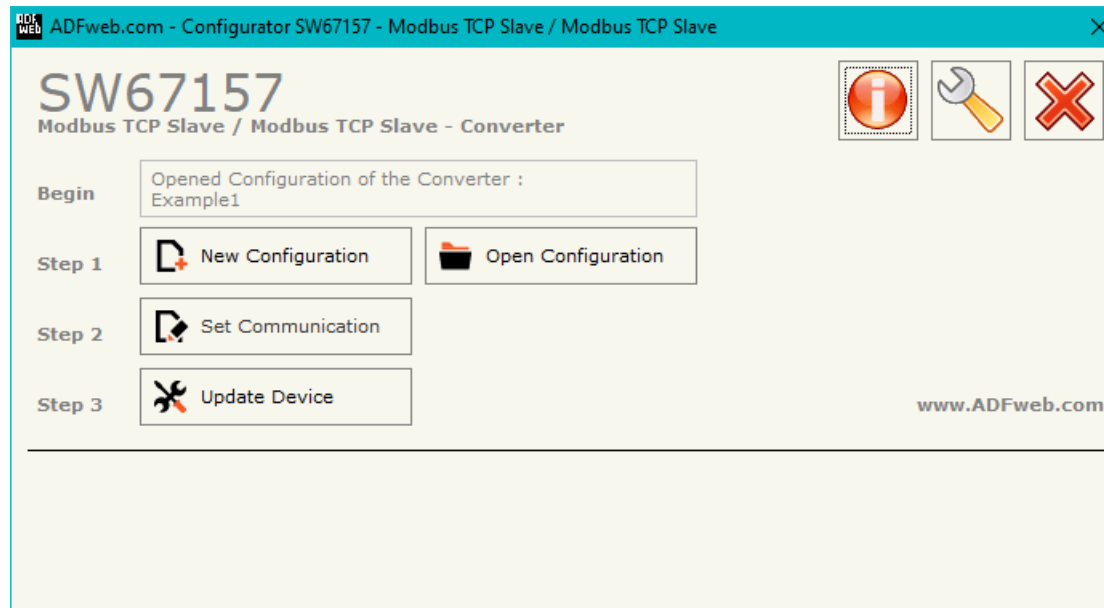 ADF WEB ADFweb.com - Configurator SW67157 - Modbus TCP Slave / Modbus TCP Slave
SW67157
Modbus TCP Slave / Modbus TCP Slave - Converter
Begin
Opened Configuration of the Converter :
Example1
Step 1
New Configuration
Open Configuration
Step 2
Set Communication
Step 3
Update Device
www.ADFweb.com